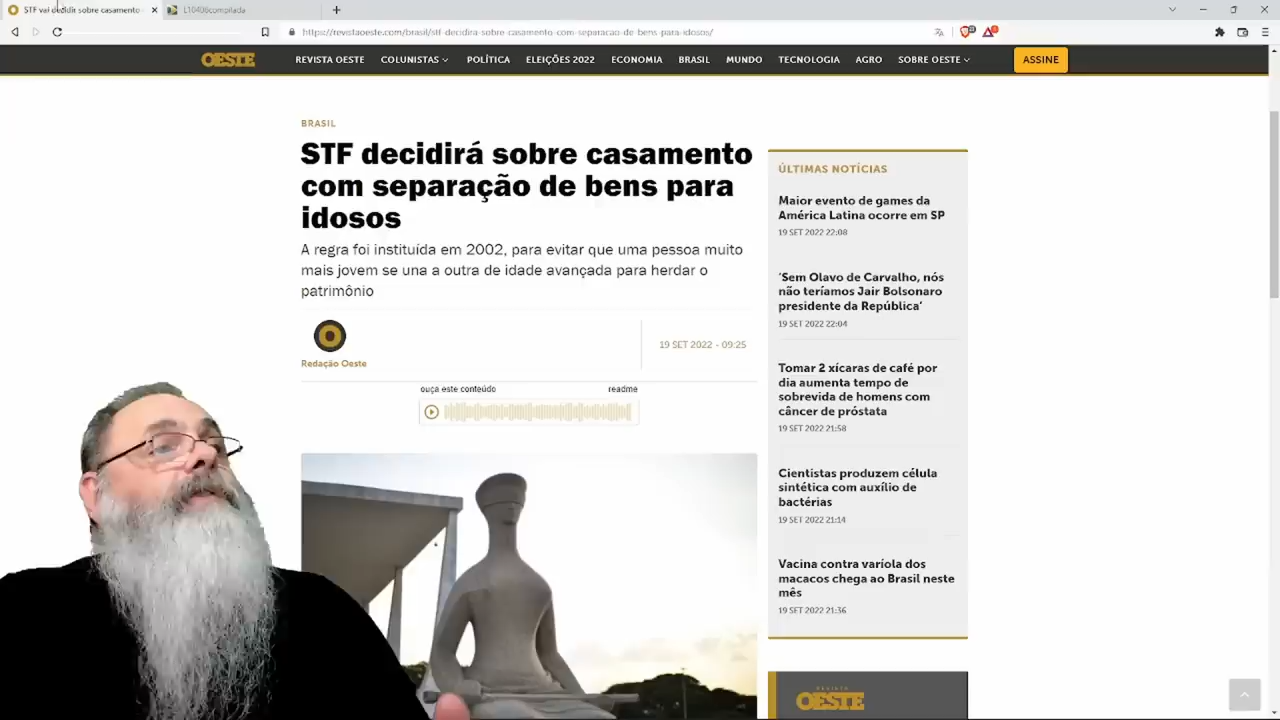 STF vai decidir sobre casamento
L10406compilada
https://revistaoeste.com/brasil/stf-decidira-sobre-casamento-com-separacao-de-bens-para-idosos/
OESTE
REVISTA OESTE
COLUNISTAS
POLÍTICA
ELEIÇÕES 2022
ECONOMIA
BRASIL
MUNDO
TECNOLOGIA
AGRO
SOBRE OESTE
ASSINE
BRASIL
STF decidirá sobre casamento
com separação de bens para
idosos
A regra foi instituída em 2002, para evitar que uma pessoa muito
mais jovem se una a outra de idade avançada para herdar o
patrimônio
Redação Oeste
19 SET 2022 - 09:25
ouça este conteúdo
readme
ÚLTIMAS NOTÍCIAS
Maior evento de games da
América Latina ocorre em SP
19 SET 2022 22:08
'Sem Olavo de Carvalho, nós
não teríamos Jair Bolsonaro
presidente da República'
19 SET 2022 22:04
Tomar 2 xícaras de café por
dia aumenta tempo de
sobrevida de homens com
câncer de próstata
19 SET 2022 21:58
Cientistas produzem célula
sintética com auxílio de
bactérias
19 SET 2022 21:14
Vacina contra varíola dos
macacos chega ao Brasil neste
mês
19 SET 2022 21:36
REVISTA
OESTE